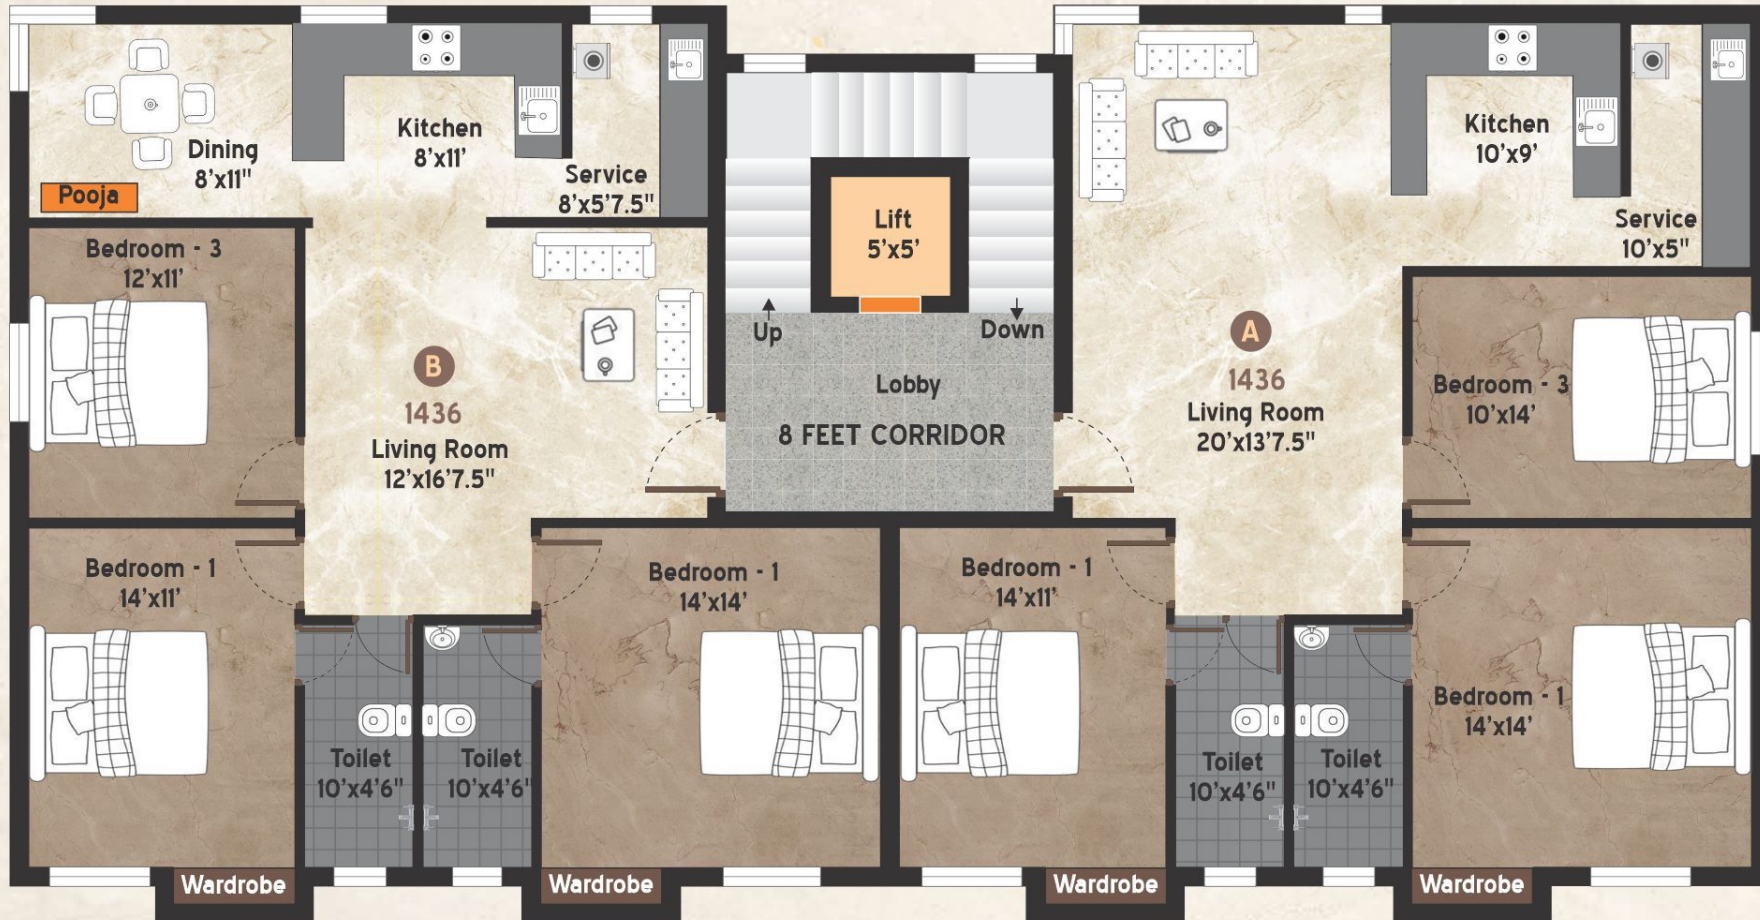 Dining
8'x11"
Pooja
Kitchen
8'x11'
Service
8'x5'7.5"
Bedroom - 3
12'x11'
B
1436
Living Room
12'x16'7.5"
Bedroom - 1
14'x11'
Toilet
10'x4'6"
Toilet
10'x4'6"
Bedroom - 1
14'x14'
Wardrobe
Wardrobe
Lift
5'x5'
Up
Down
Lobby
8 FEET CORRIDOR
Kitchen
10'x9'
Service
10'x5"
A
1436
Living Room
20'x13'7.5"
Bedroom - 3
10'x14'
Bedroom - 1
14'x11'
Toilet
10'x4'6"
Toilet
10'x4'6"
Bedroom - 1
14'x14'
Wardrobe
Wardrobe